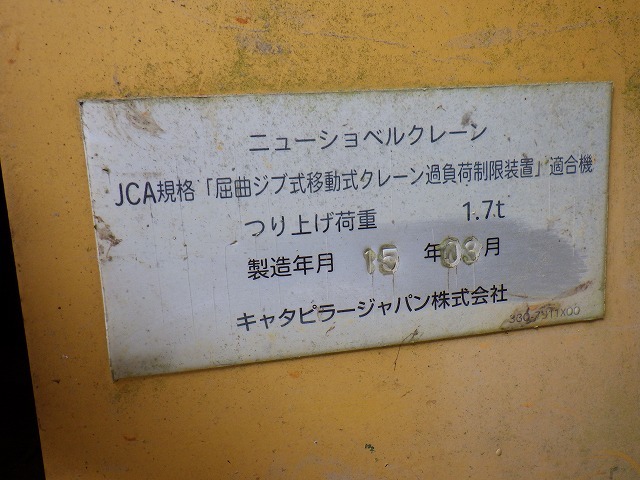 ニューショベルクレーン
JCA規格「屈曲ジブ式移動式クレーン過負荷制限装置」適合機
つり上げ荷重 1.7t
製造年月 15 年03月
キャタピラージャパン株式会社